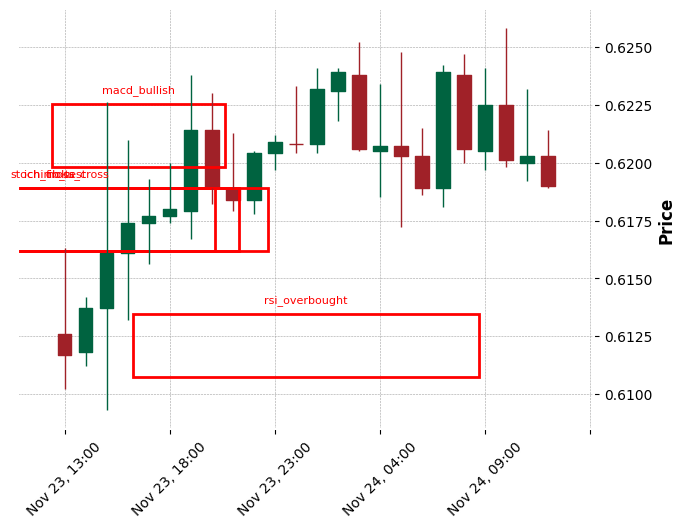 0.6250
macd_bullish
0.6225
0.6200
0.6175
Price
0.6150
rsi_overbought
0.6125
0.6100
Nov 23, 13:00
Nov 23, 18:00
Nov 23, 23:00
Nov 24, 04:00
Nov 24, 09:00